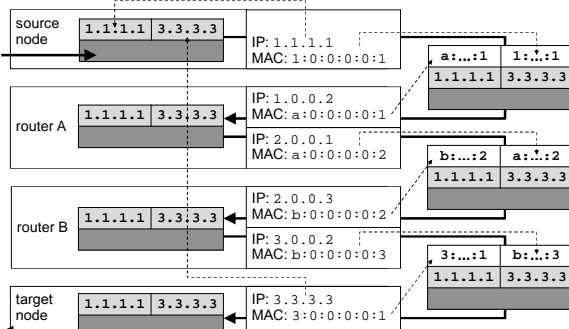 source
node
1.1.1.1 3.3.3.3
IP: 1.1.1.1
MAC: 1:0:0:0:0:1
a:...:1 1:...:1
1.1.1.1 3.3.3.3
router A
1.1.1.1 3.3.3.3
IP: 1.0.0.2
MAC: a:0:0:0:0:1
IP: 2.0.0.1
MAC: a:0:0:0:0:2
b:...:2 a:...:2
1.1.1.1 3.3.3.3
router B
1.1.1.1 3.3.3.3
IP: 2.0.0.3
MAC: b:0:0:0:0:2
IP: 3.0.0.2
MAC: b:0:0:0:0:3
3:...:1 b:...:3
1.1.1.1 3.3.3.3
target
node
1.1.1.1 3.3.3.3
IP: 3.3.3.3
MAC: 3:0:0:0:0:1